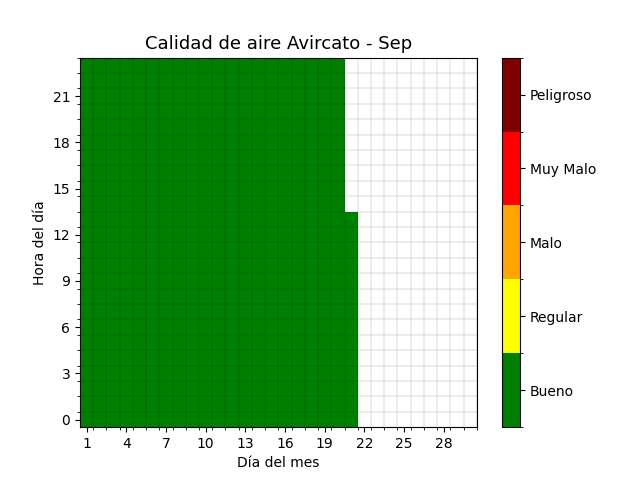 Calidad de aire Avircato - Sep
Hora del día
21
18
15
12
9
6
3
0
1 4 7 10 13 16 19 22 25 28
Día del mes
Peligroso
Muy Malo
Malo
Regular
Bueno